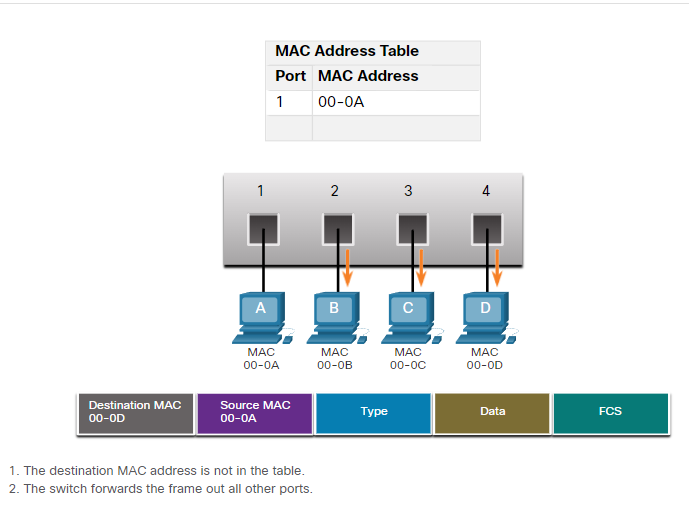 MAC Address Table
Port MAC Address
1 00-0A
1 2 3 4
A B C D
MAC MAC MAC MAC
00-0A 00-0B 00-0C 00-0D
Destination MAC Source MAC Type Data FCS
00-0D 00-0A
1. The destination MAC address is not in the table.
2. The switch forwards the frame out all other ports.